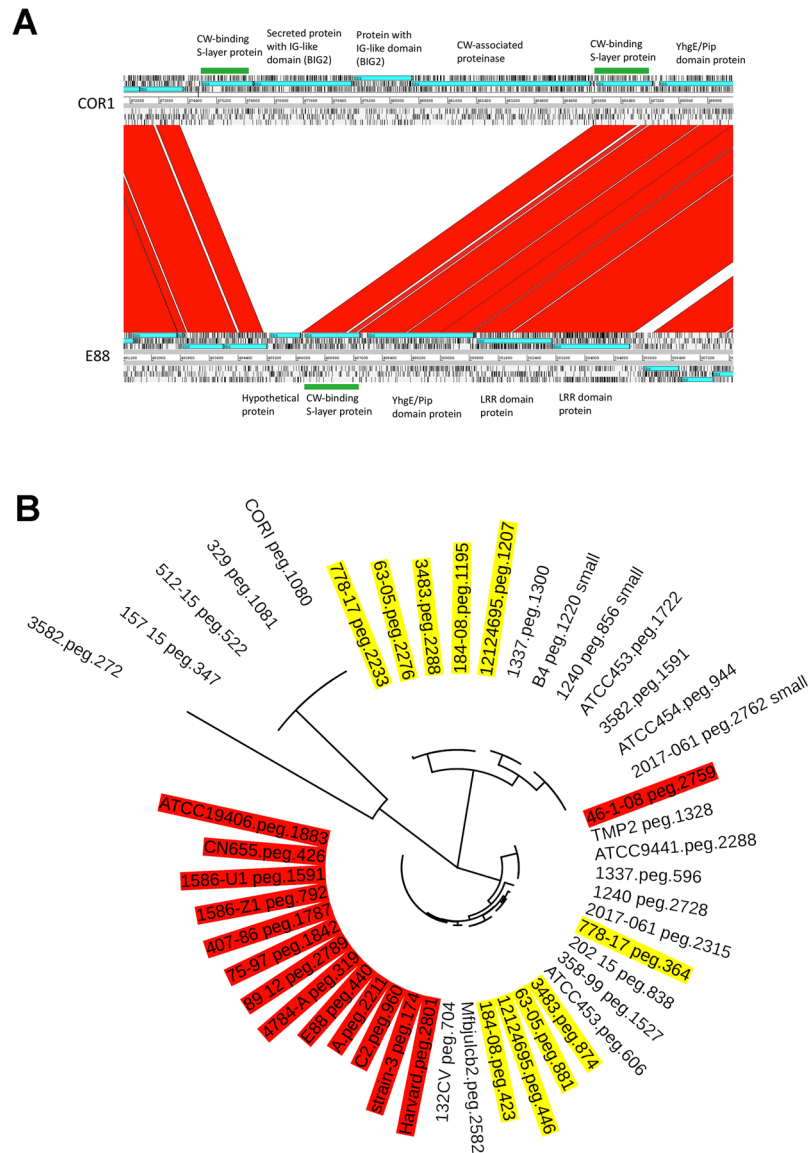 A
CW-binding
S-layer protein
Secreted protein
with IG-like
domain (BIG2)
Protein with
IG-like domain
(BIG2)
CW-associated
proteinase
CW-binding
S-layer protein
YhgE/Pip
domain protein
COR1
E88
Hypothetical
protein
CW-binding
S-layer protein
YhgE/Pip
domain protein
LRR domain
protein
LRR domain
protein
B
3582.peg.272
157 15 peg.347
512-15 peg.522
329 peg.1081
CORI peg.1080
778-17 peg.2233
63-05.peg.2276
3483.peg.2288
184-08.peg.1195
12124695.peg.1207
1337.peg.1300
B4 peg.1220 small
1240 peg.856 small
ATCC453.peg.1722
3582.peg.1591
ATCC454 peg.944
2017-061 peg.2762 small
46-1-08 peg.2759
TMP2 peg.1328
ATCC9441.peg.2288
1337 peg.596
1240 peg.2728
2017-061 peg.2315
778-17 peg.364
202 15 peg.838
358-99 peg.1527
ATCC453 peg.606
3483.peg.874
63-05 peg.881
12124695.peg.446
184-08.peg.423
Mfbjulcb2.peg.2582
132CV peg.704
Harvard.peg.2801
strain-3 peg.174
C2.peg.960
A.peg.2211
E88 peg.440
4784-A peg.319
89 12 peg.2789
75-97 peg.1842
407-86 peg.1787
1586-Z1 peg.792
1586-U1 peg.1591
CN655.peg.426
ATCC19406.peg.1883